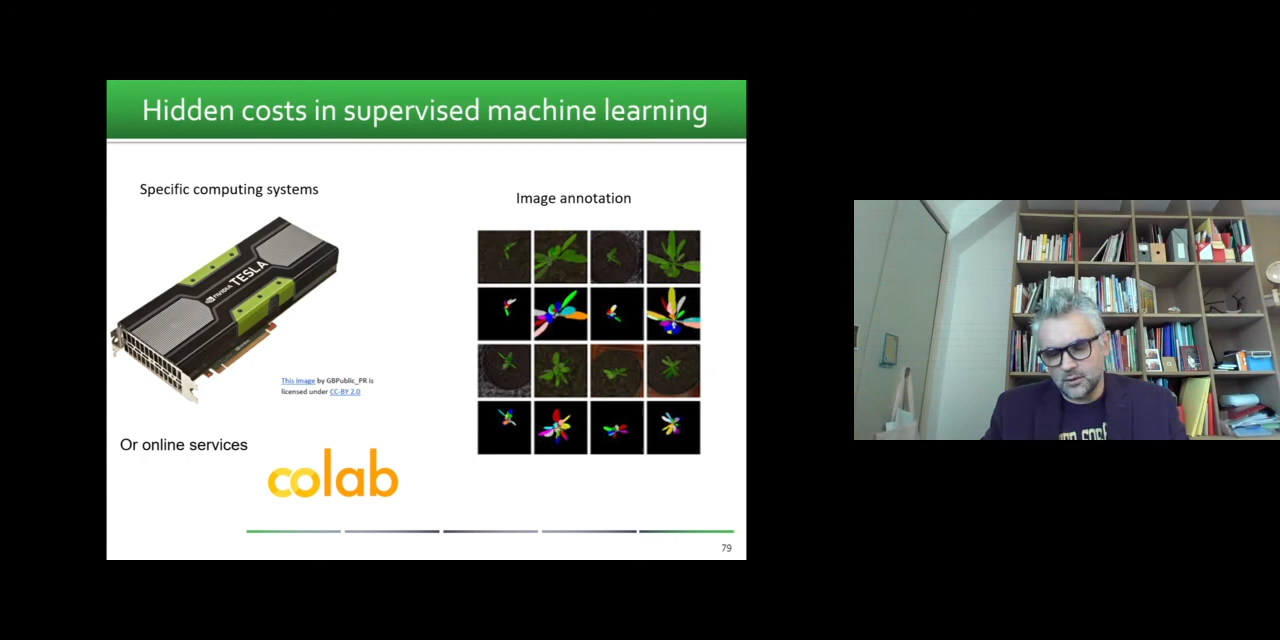 Hidden costs in supervised machine learning
Specific computing systems
Image annotation
NVIDIA TESLA
This image by GBPublic_PR is
licensed under CC-BY 2.0
Or online services
colab
79